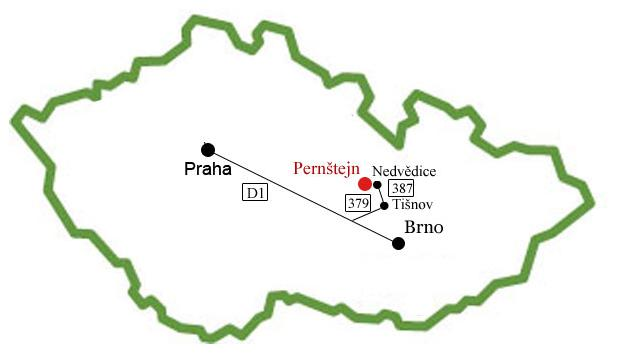 Praha
D1
Pernštejn
Nedvědice
387
379
Tišnov
Brno